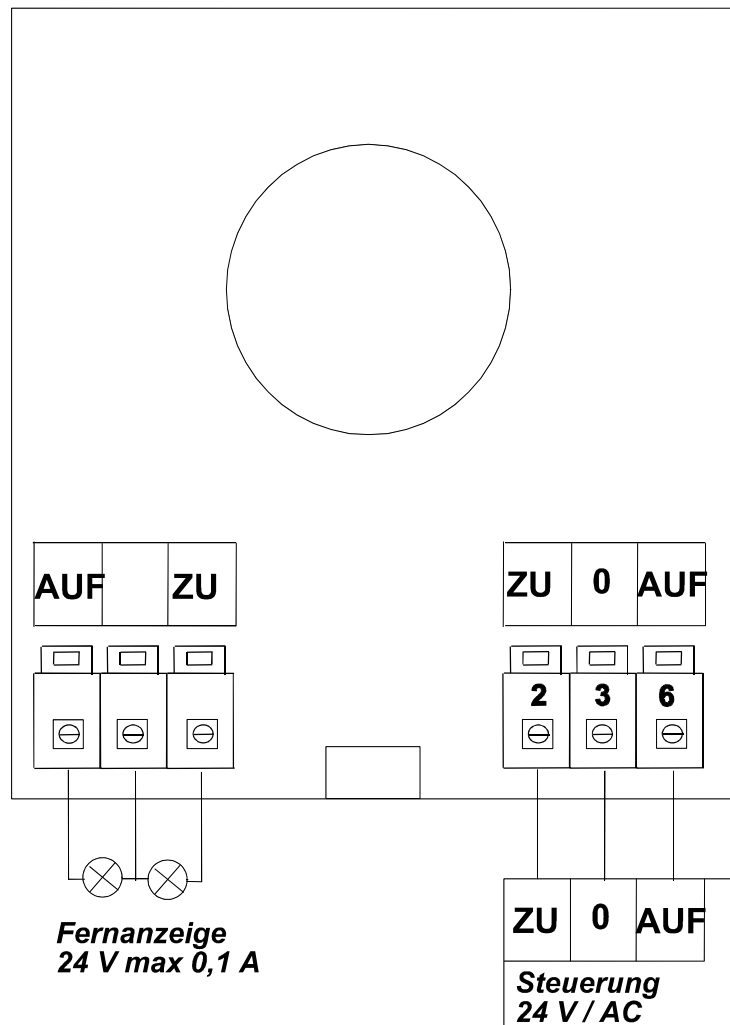 AUF ZU
ZU 0 AUF
2 3 6
ZU 0 AUF
Fernanzeige
24 V max 0,1 A
Steuerung
24 V / AC